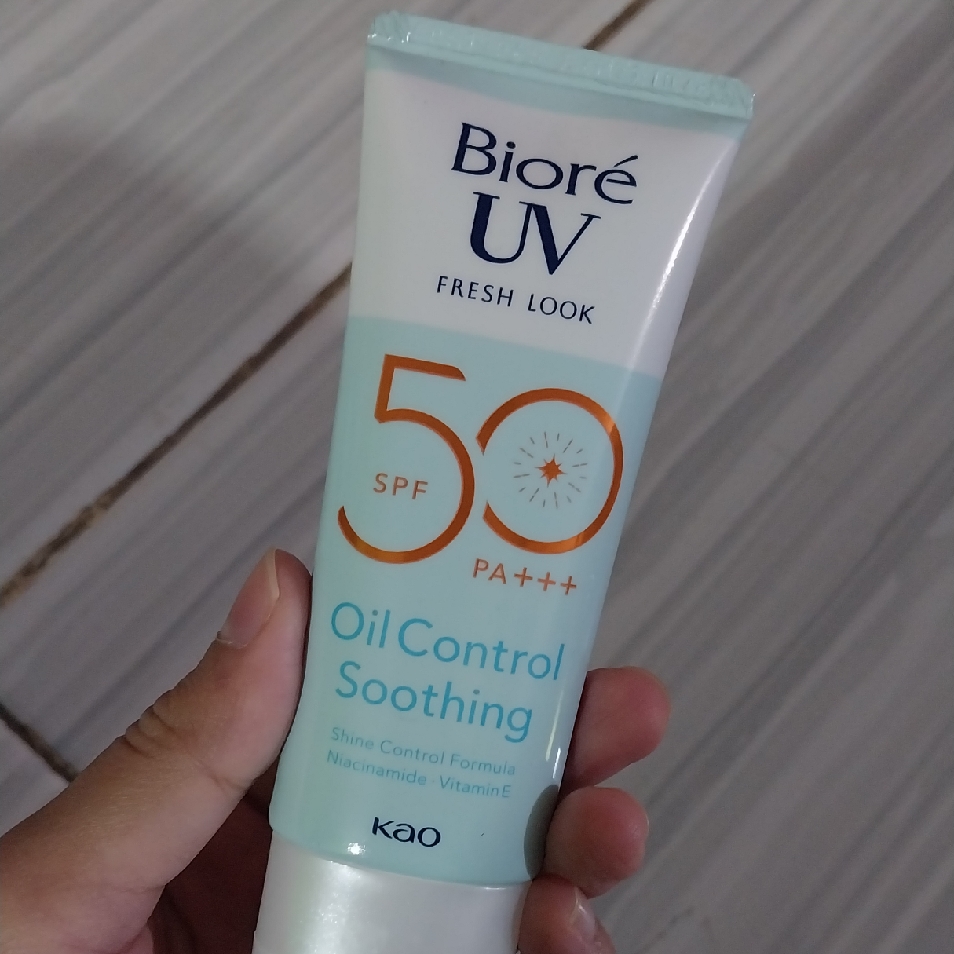 Bioré
UV
FRESH LOOK
50
SPF
PA+++
Oil Control
Soothing
Shine Control Formula
Niacinamide · Vitamin E
Kao